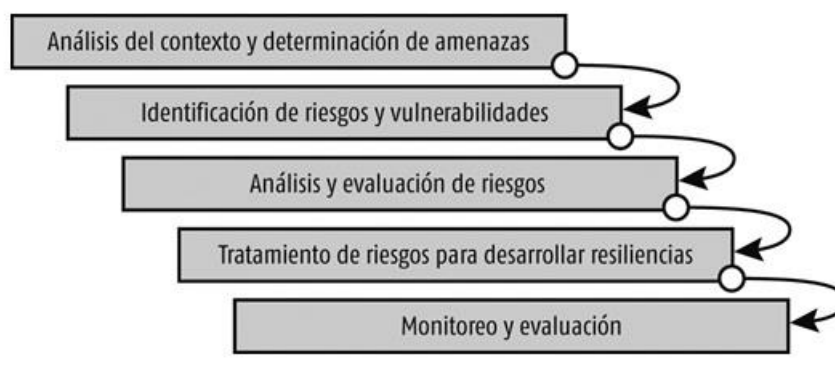 Análisis del contexto y determinación de amenazas
Identificación de riesgos y vulnerabilidades
Análisis y evaluación de riesgos
Tratamiento de riesgos para desarrollar resiliencias
Monitoreo y evaluación